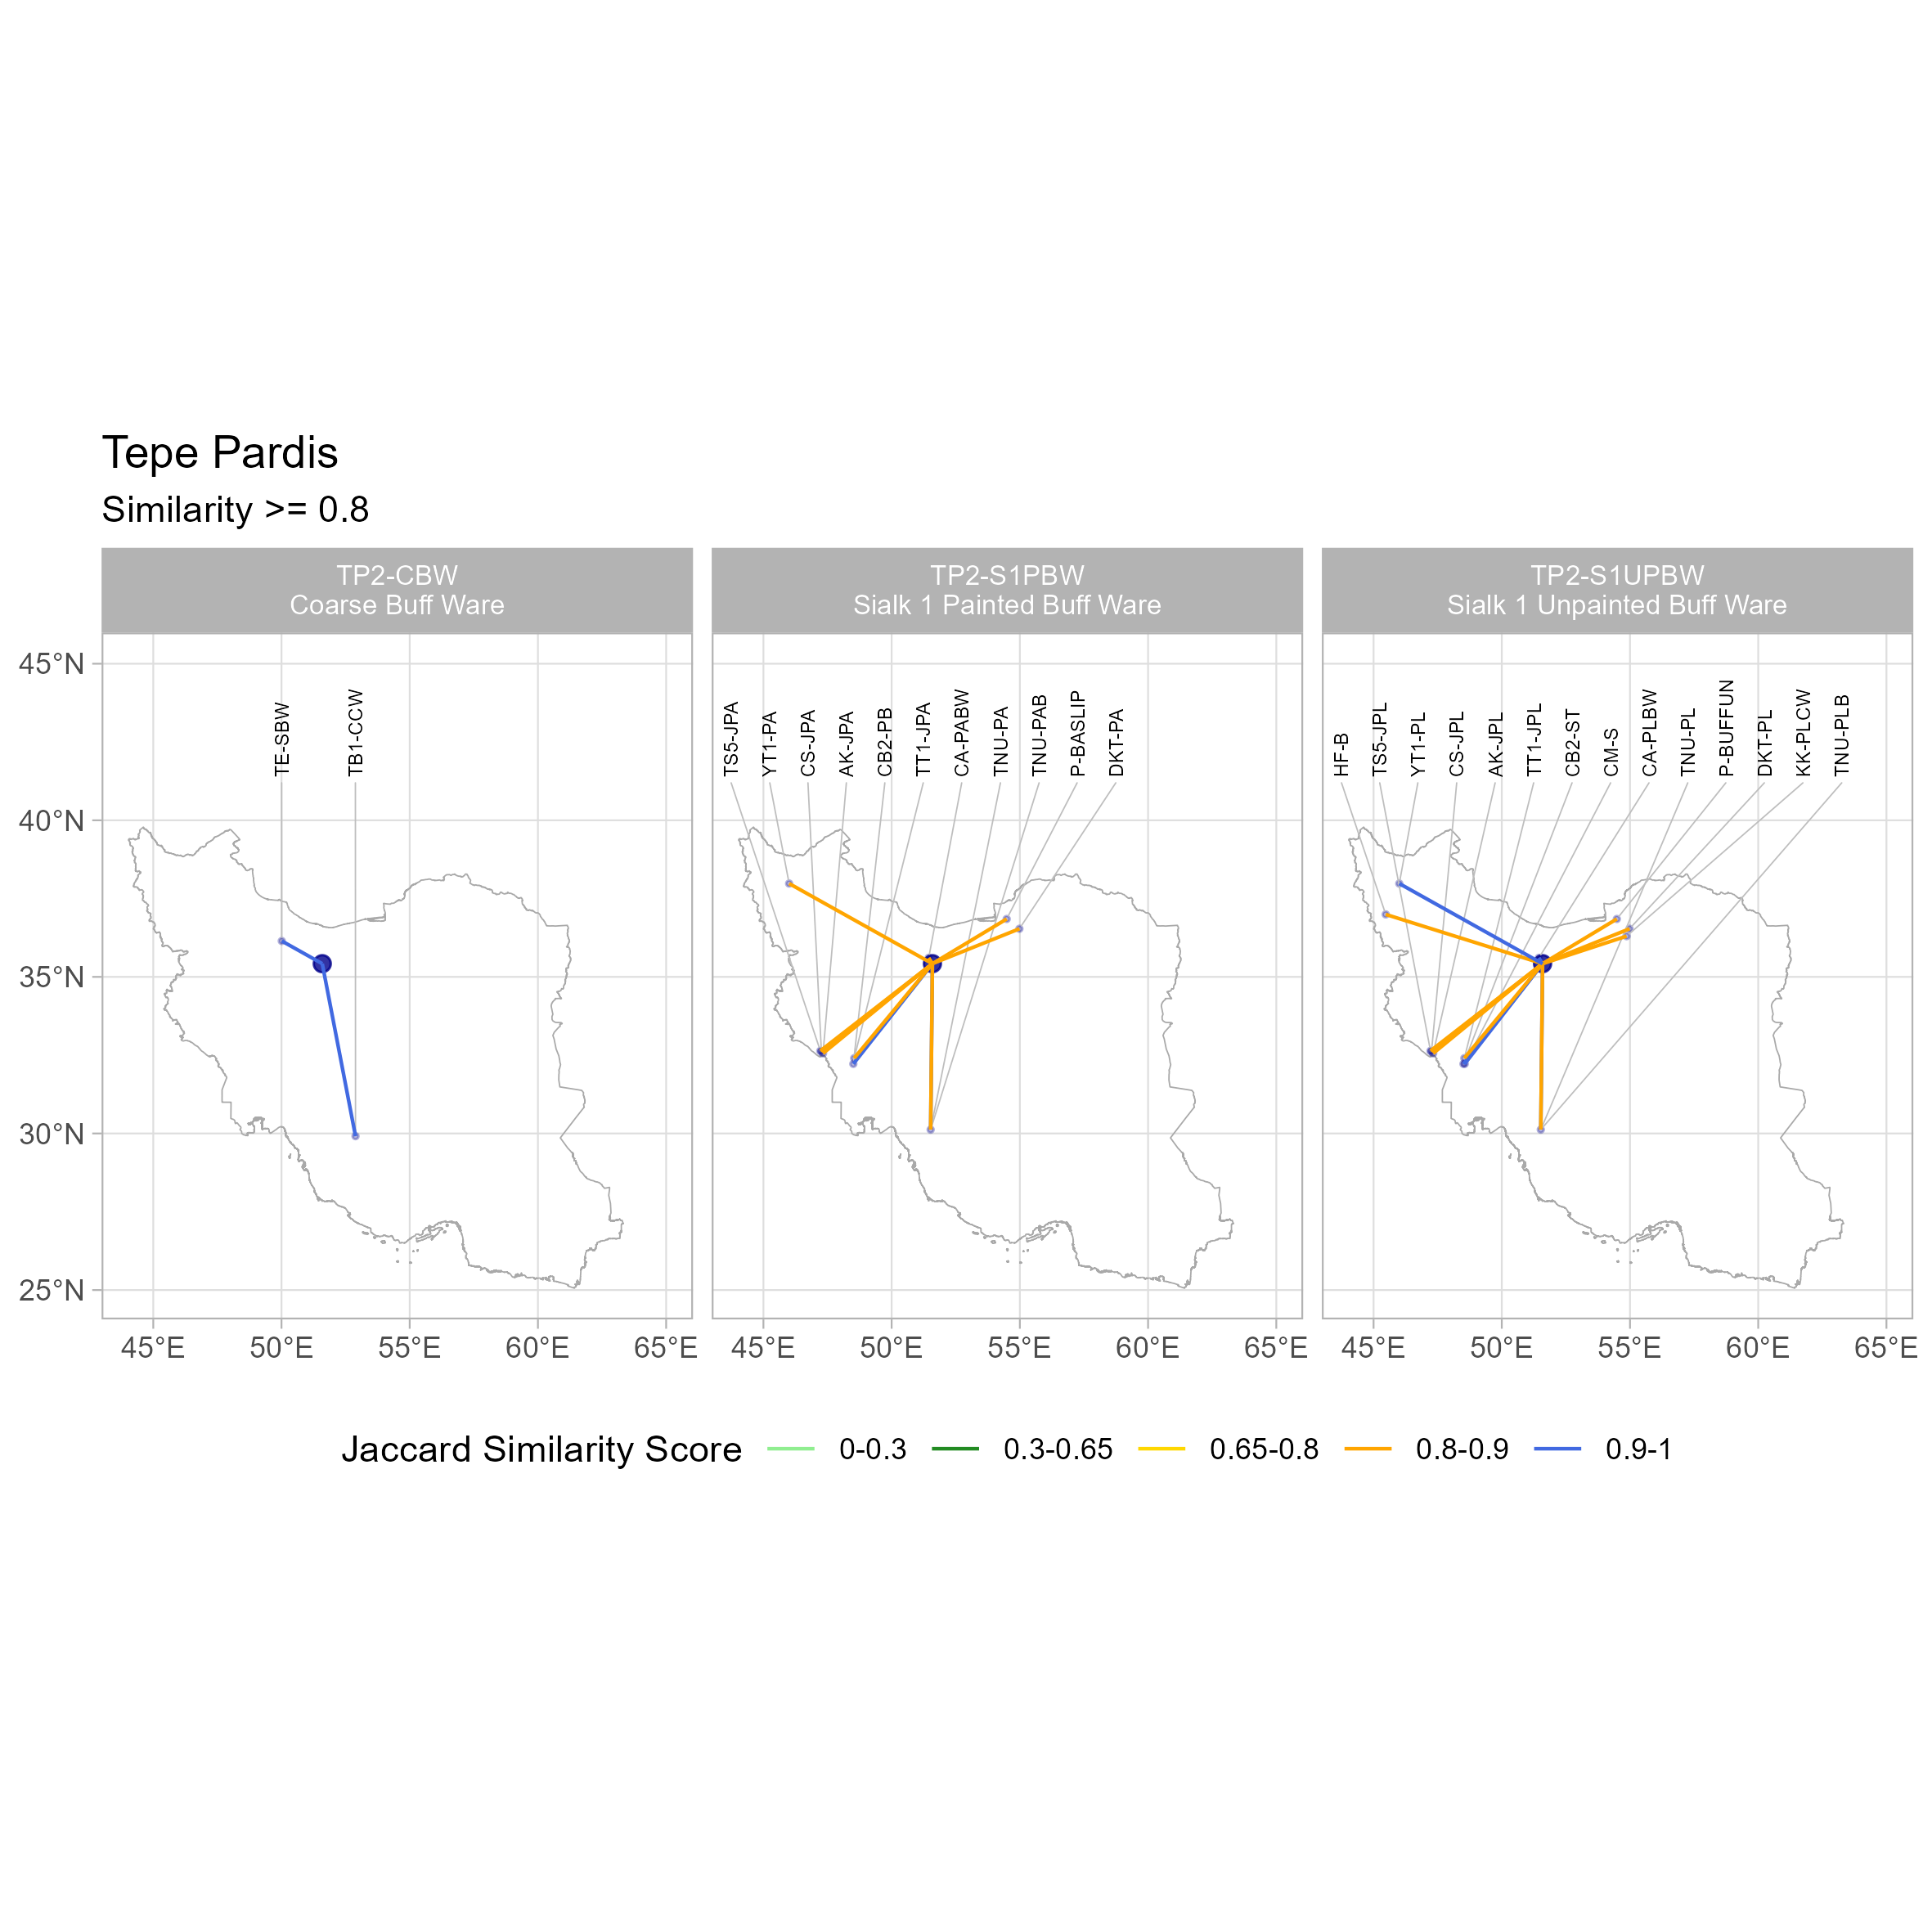 Tepe Pardis
Similarity >= 0.8
TP2-CBW
Coarse Buff Ware
TP2-S1PBW
Sialk 1 Painted Buff Ware
TP2-S1UPBW
Sialk 1 Unpainted Buff Ware
45°N
40°N
35°N
30°N
25°N
TE-SBW
TB1-CCW
TS5-JPA
YT1-PA
CS-JPA
AK-JPA
CB2-PB
TT1-JPA
CA-PABW
TNU-PA
TNU-PAB
P-BASLIP
DKT-PA
HF-B
TS5-JPL
YT1-PL
CS-JPL
AK-JPL
TT1-JPL
CB2-ST
CM-S
CA-PLBW
TNU-PL
P-BUFFUN
DKT-PL
KK-PLCW
TNU-PLB
45°E 50°E 55°E 60°E 65°E
45°E 50°E 55°E 60°E 65°E
45°E 50°E 55°E 60°E 65°E
Jaccard Similarity Score 0-0.3 0.3-0.65 0.65-0.8 0.8-0.9 0.9-1